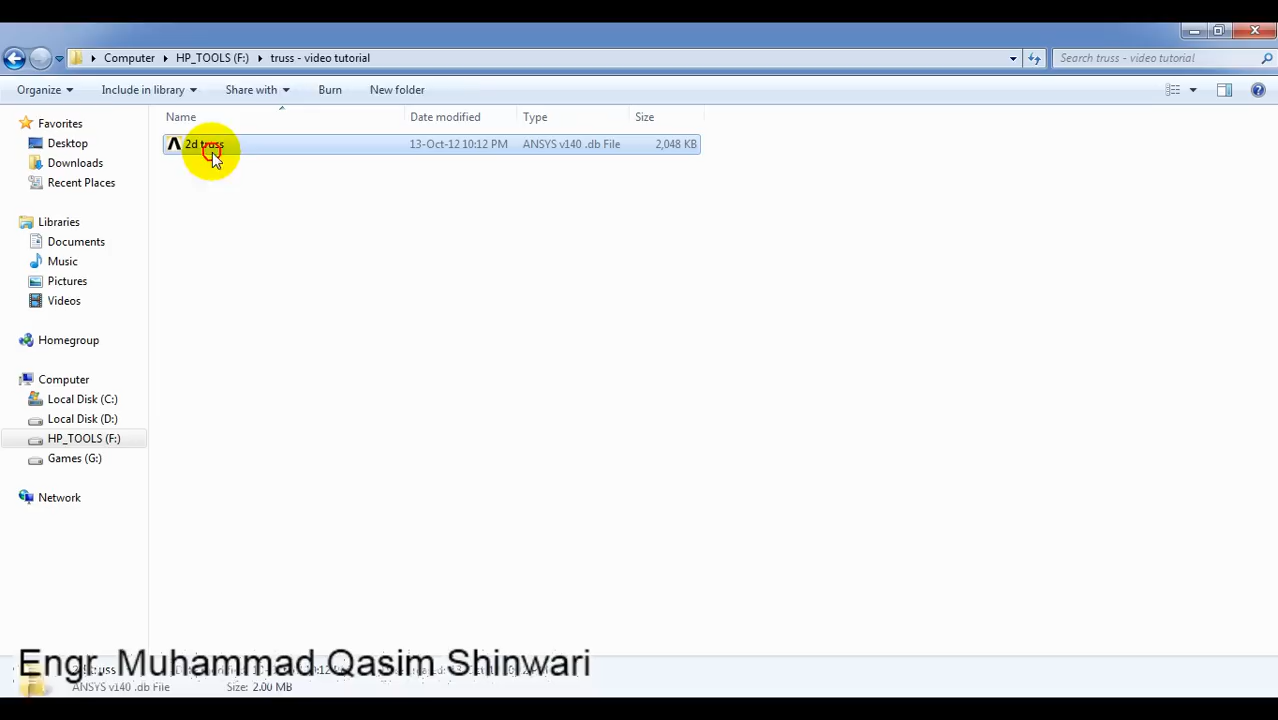 Computer HP_TOOLS (F:) truss - video tutorial Search truss - video tutorial
Organize Include in library Share with Burn New folder
Name Date modified Type Size
2d truss 13-Oct-12 10:12 PM ANSYS v140 .db File 2,048 KB
Favorites
Desktop
Downloads
Recent Places
Libraries
Documents
Music
Pictures
Videos
Homegroup
Computer
Local Disk (C:)
Local Disk (D:)
HP_TOOLS (F:)
Games (G:)
Network
Engr. Muhammad Qasim Shinwari
ANSYS v140 .db File Size: 2.00 MB